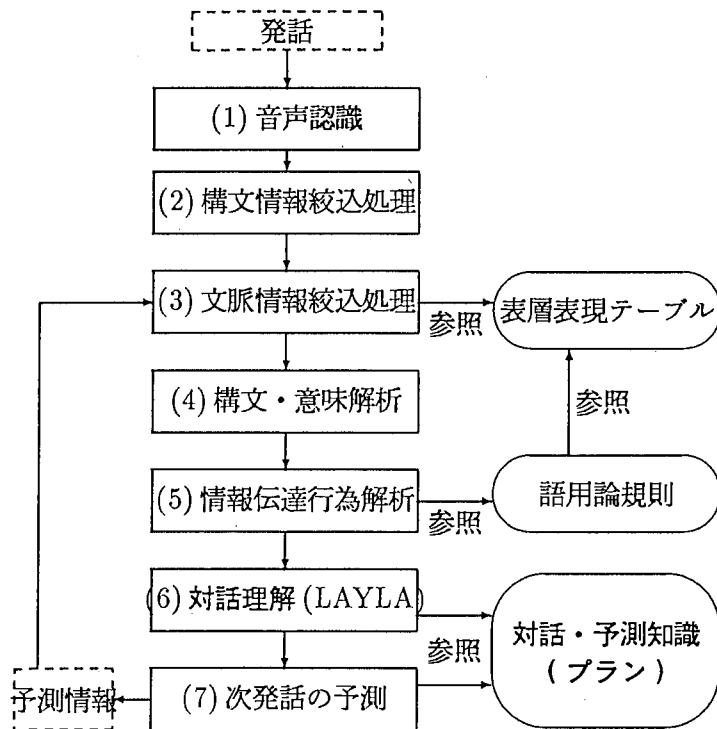 発話
(1) 音声認識
(2) 構文情報絞込処理
(3) 文脈情報絞込処理
参照
表層表現テーブル
(4) 構文・意味解析
参照
(5) 情報伝達行為解析
参照
語用論規則
(6) 対話理解 (LAYLA)
参照
対話・予測知識
(プラン)
予測情報
(7) 次発話の予測